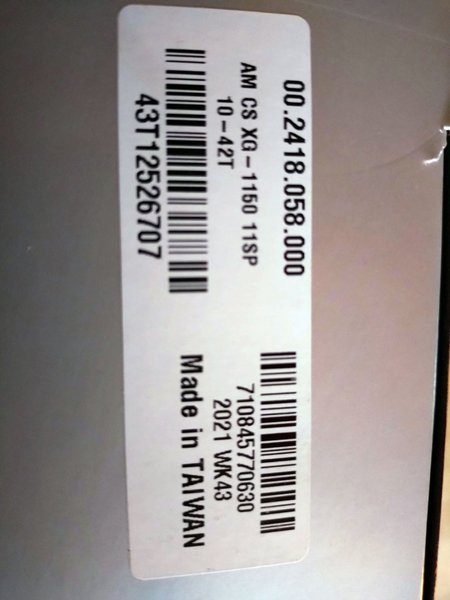 00.2418.058.000
AM CS XG-1150 11SP
10-42T
43T12526707
710845770630
2021 WK43
Made in TAIWAN